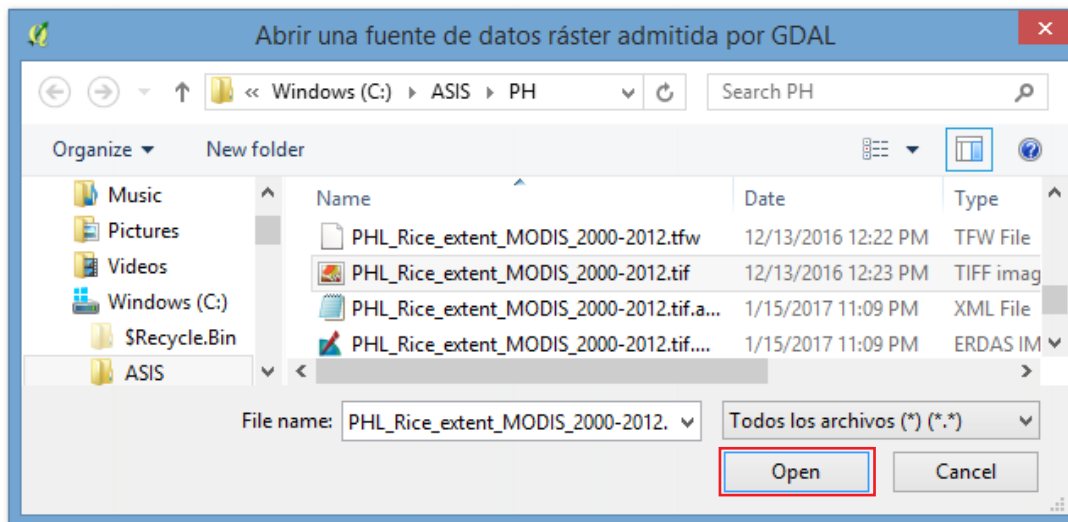 Abrir una fuente de datos ráster admitida por GDAL
« Windows (C:) ASIS PH
Search PH
Organize New folder
Music
Pictures
Videos
Windows (C:)
$Recycle.Bin
ASIS
Name Date Type
PHL_Rice_extent_MODIS_2000-2012.tfw 12/13/2016 12:22 PM TFW File
PHL_Rice_extent_MODIS_2000-2012.tif 12/13/2016 12:23 PM TIFF imag
PHL_Rice_extent_MODIS_2000-2012.tif.a... 1/15/2017 11:09 PM XML File
PHL_Rice_extent_MODIS_2000-2012.tif.... 1/15/2017 11:09 PM ERDAS IM
File name: PHL_Rice_extent_MODIS_2000-2012. Todos los archivos (*) (*.*)
Open Cancel